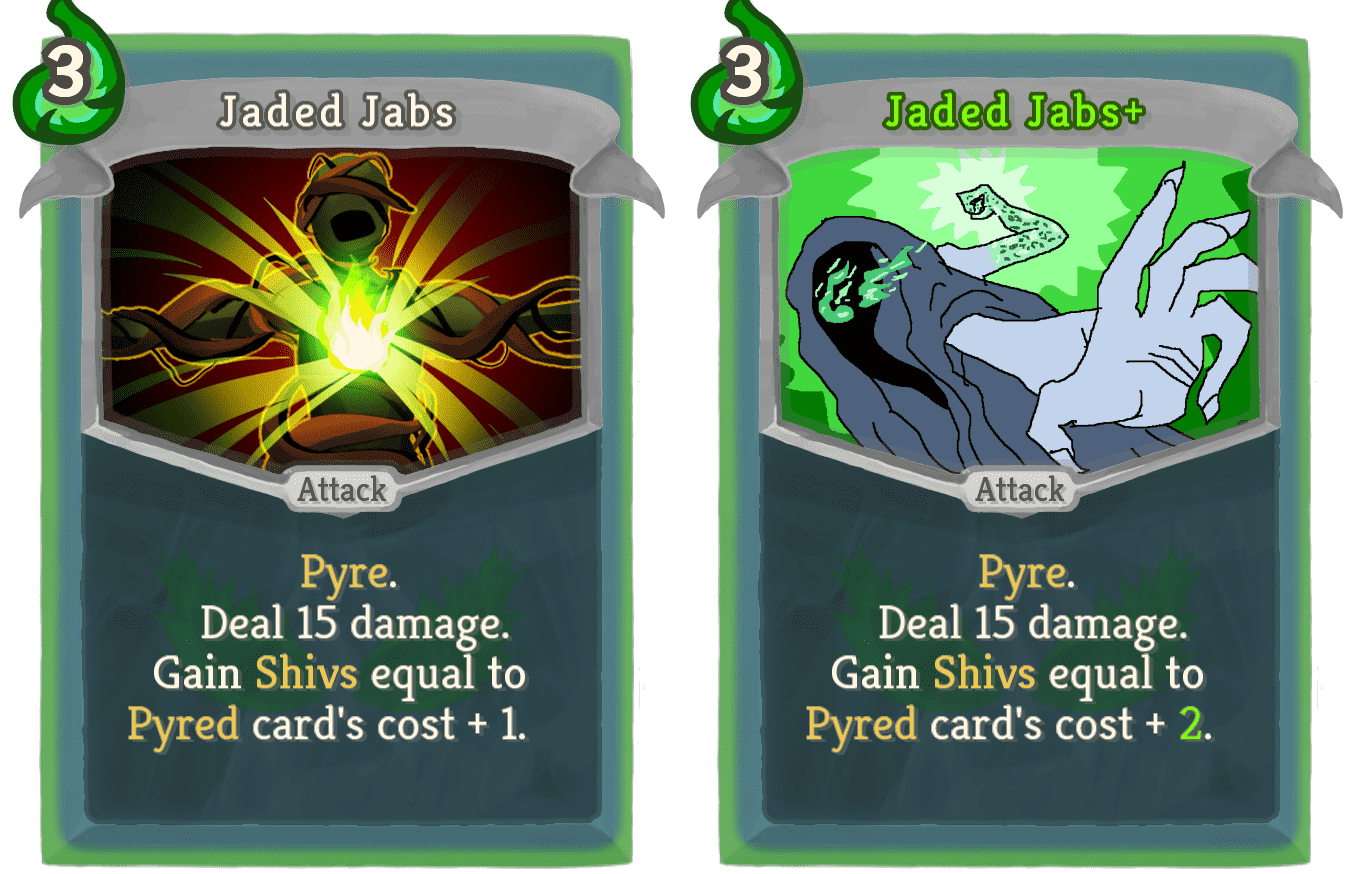 3
Jaded Jabs
Attack
Pyre.
Deal 15 damage.
Gain Shivs equal to
Pyred card's cost + 1.
3
Jaded Jabs+
Attack
Pyre.
Deal 15 damage.
Gain Shivs equal to
Pyred card's cost + 2.